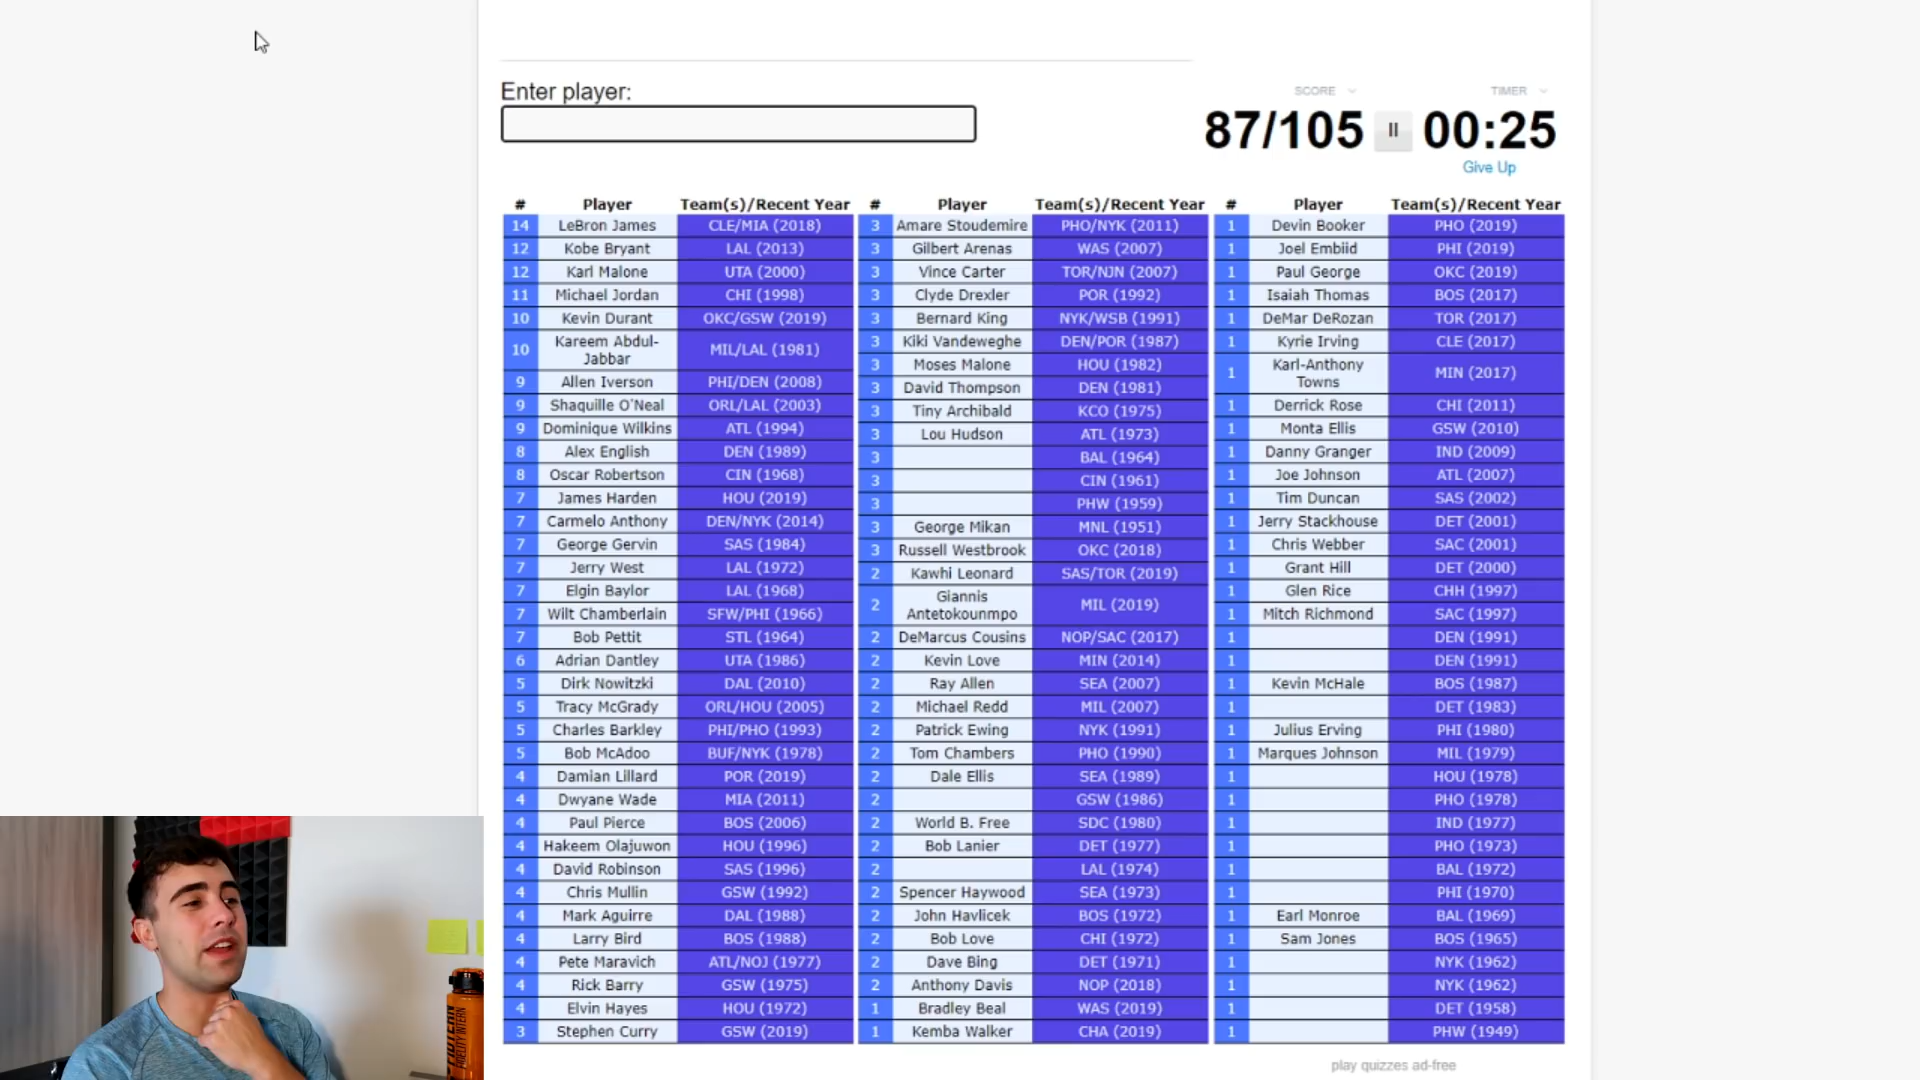 Enter player:
SCORE
TIMER
87/105
00:25
Give Up
# Player Team(s)/Recent Year
14 LeBron James CLE/MIA (2018)
12 Kobe Bryant LAL (2013)
12 Karl Malone UTA (2000)
11 Michael Jordan CHI (1998)
10 Kevin Durant OKC/GSW (2019)
10 Kareem Abdul-
Jabbar MIL/LAL (1981)
9 Allen Iverson PHI/DEN (2008)
9 Shaquille O'Neal ORL/LAL (2003)
9 Dominique Wilkins ATL (1994)
8 Alex English DEN (1989)
8 Oscar Robertson CIN (1968)
7 James Harden HOU (2019)
7 Carmelo Anthony DEN/NYK (2014)
7 George Gervin SAS (1984)
7 Jerry West LAL (1972)
7 Elgin Baylor LAL (1968)
7 Wilt Chamberlain SFW/PHI (1966)
7 Bob Pettit STL (1964)
6 Adrian Dantley UTA (1986)
5 Dirk Nowitzki DAL (2010)
5 Tracy McGrady ORL/HOU (2005)
5 Charles Barkley PHI/PHO (1993)
5 Bob McAdoo BUF/NYK (1978)
4 Damian Lillard POR (2019)
4 Dwyane Wade MIA (2011)
4 Paul Pierce BOS (2006)
4 Hakeem Olajuwon HOU (1996)
4 David Robinson SAS (1996)
4 Chris Mullin GSW (1992)
4 Mark Aguirre DAL (1988)
4 Larry Bird BOS (1988)
4 Pete Maravich ATL/NOJ (1977)
4 Rick Barry GSW (1975)
4 Elvin Hayes HOU (1972)
3 Stephen Curry GSW (2019)
# Player Team(s)/Recent Year
3 Amare Stoudemire PHO/NYK (2011)
3 Gilbert Arenas WAS (2007)
3 Vince Carter TOR/NJN (2007)
3 Clyde Drexler POR (1992)
3 Bernard King NYK/WSB (1991)
3 Kiki Vandeweghe DEN/POR (1987)
3 Moses Malone HOU (1982)
3 David Thompson DEN (1981)
3 Tiny Archibald KCO (1975)
3 Lou Hudson ATL (1973)
3 BAL (1964)
3 CIN (1961)
3 PHW (1959)
3 George Mikan MNL (1951)
3 Russell Westbrook OKC (2018)
2 Kawhi Leonard SAS/TOR (2019)
2 Giannis
Antetokounmpo MIL (2019)
2 DeMarcus Cousins NOP/SAC (2017)
2 Kevin Love MIN (2014)
2 Ray Allen SEA (2007)
2 Michael Redd MIL (2007)
2 Patrick Ewing NYK (1991)
2 Tom Chambers PHO (1990)
2 Dale Ellis SEA (1989)
2 GSW (1986)
2 World B. Free SDC (1980)
2 Bob Lanier DET (1977)
2 LAL (1974)
2 Spencer Haywood SEA (1973)
2 John Havlicek BOS (1972)
2 Bob Love CHI (1972)
2 Dave Bing DET (1971)
2 Anthony Davis NOP (2018)
1 Bradley Beal WAS (2019)
1 Kemba Walker CHA (2019)
# Player Team(s)/Recent Year
1 Devin Booker PHO (2019)
1 Joel Embiid PHI (2019)
1 Paul George OKC (2019)
1 Isaiah Thomas BOS (2017)
1 DeMar DeRozan TOR (2017)
1 Kyrie Irving CLE (2017)
1 Karl-Anthony
Towns MIN (2017)
1 Derrick Rose CHI (2011)
1 Monta Ellis GSW (2010)
1 Danny Granger IND (2009)
1 Joe Johnson ATL (2007)
1 Tim Duncan SAS (2002)
1 Jerry Stackhouse DET (2001)
1 Chris Webber SAC (2001)
1 Grant Hill DET (2000)
1 Glen Rice CHH (1997)
1 Mitch Richmond SAC (1997)
1 DEN (1991)
1 DEN (1991)
1 Kevin McHale BOS (1987)
1 DET (1983)
1 Julius Erving PHI (1980)
1 Marques Johnson MIL (1979)
1 HOU (1978)
1 PHO (1978)
1 IND (1977)
1 PHO (1973)
1 BAL (1972)
1 PHI (1970)
1 Earl Monroe BAL (1969)
1 Sam Jones BOS (1965)
1 NYK (1962)
1 NYK (1962)
1 DET (1958)
1 PHW (1949)
play quizzes ad-free